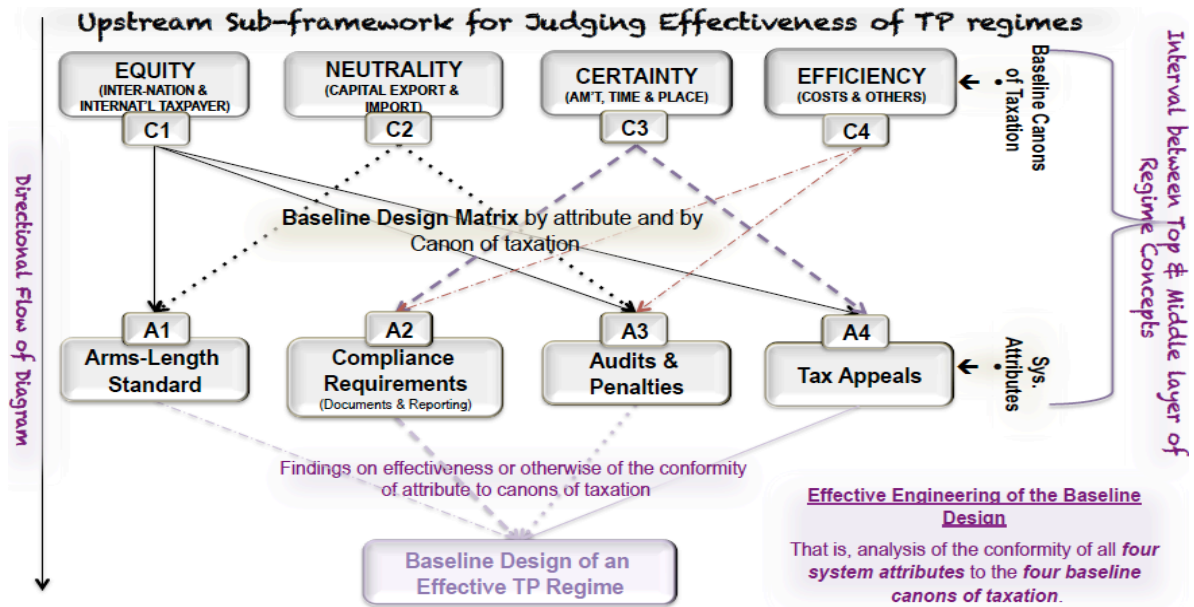 Upstream Sub-framework for Judging Effectiveness of TP regimes
EQUITY
(INTER-NATION &
INTERNAT'L TAXPAYER)
C1
NEUTRALITY
(CAPITAL EXPORT &
IMPORT)
C2
CERTAINTY
(AM'T, TIME & PLACE)
C3
EFFICIENCY
(COSTS & OTHERS)
C4
Baseline Canons
of Taxation
Interval between Top & Middle layer of
Regime Concepts
Directional Flow of Diagram
Baseline Design Matrix by attribute and by
Canon of taxation
A1
Arms-Length
Standard
A2
Compliance
Requirements
(Documents & Reporting)
A3
Audits &
Penalties
A4
Tax Appeals
Sys.
Attributes
Findings on effectiveness or otherwise of the conformity
of attribute to canons of taxation
Baseline Design of an
Effective TP Regime
Effective Engineering of the Baseline
Design
That is, analysis of the conformity of all four
system attributes to the four baseline
canons of taxation.